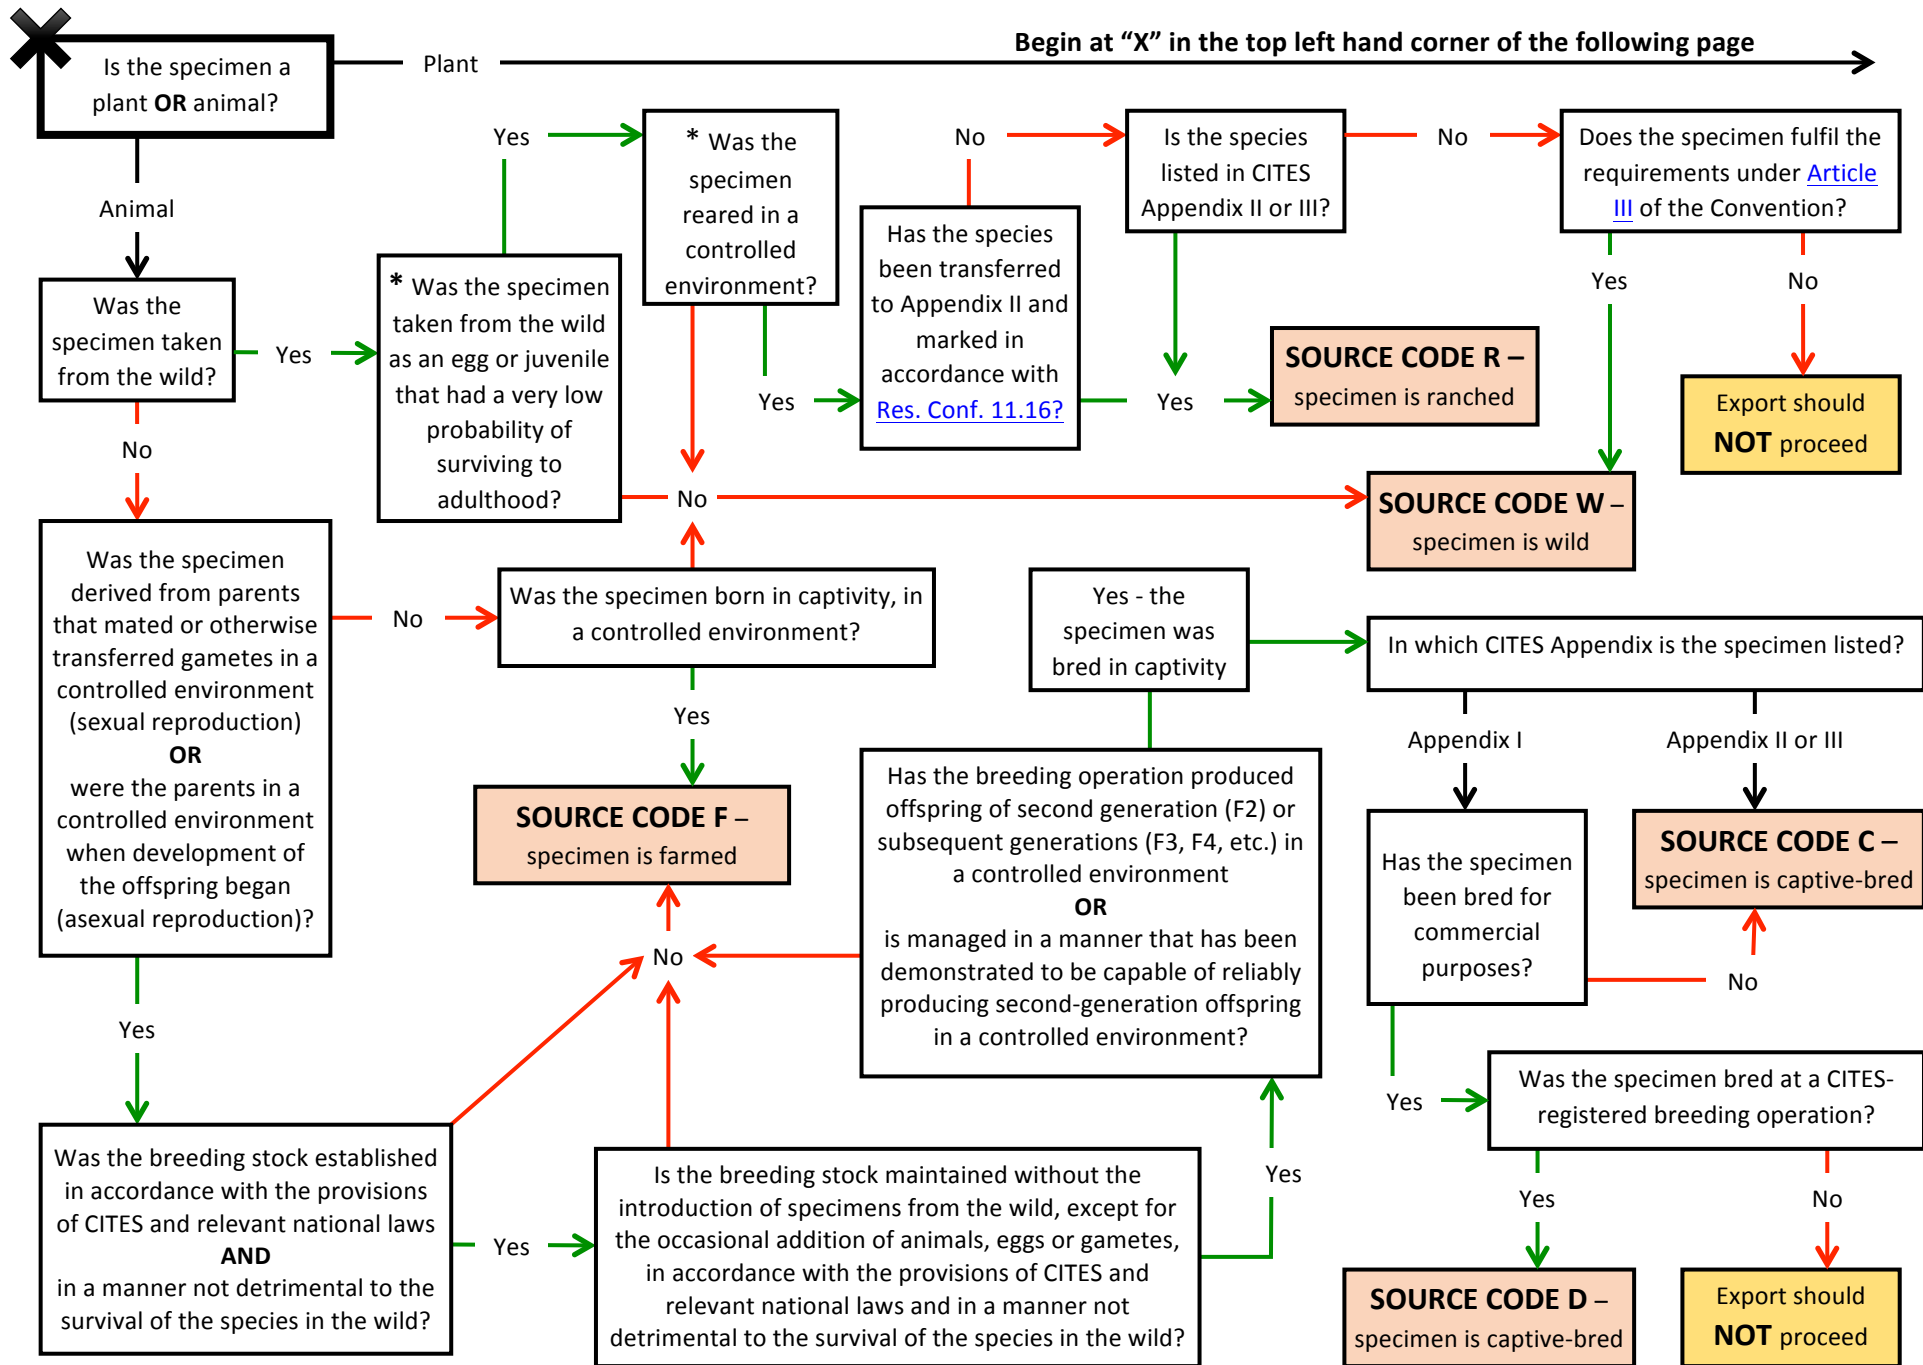 Begin at “X” in the top left hand corner of the following page
Is the specimen a
plant OR animal?
Plant
Animal
Was the
specimen taken
from the wild?
Yes
No
* Was the specimen
taken from the wild
as an egg or juvenile
that had a very low
probability of
surviving to
adulthood?
Yes
* Was the
specimen
reared in a
controlled
environment?
Yes
No
Has the species
been transferred
to Appendix II and
marked in
accordance with
Res. Conf. 11.16?
No
Yes
Is the species
listed in CITES
Appendix II or III?
No
Does the specimen fulfil the
requirements under Article
III of the Convention?
Yes
No
SOURCE CODE R –
specimen is ranched
Export should
NOT proceed
SOURCE CODE W –
specimen is wild
Was the specimen
derived from parents
that mated or otherwise
transferred gametes in a
controlled environment
(sexual reproduction)
OR
were the parents in a
controlled environment
when development of
the offspring began
(asexual reproduction)?
No
Yes
Was the specimen born in captivity, in
a controlled environment?
Yes
SOURCE CODE F –
specimen is farmed
No
Was the breeding stock established
in accordance with the provisions
of CITES and relevant national laws
AND
in a manner not detrimental to the
survival of the species in the wild?
Yes
Is the breeding stock maintained without the
introduction of specimens from the wild, except for
the occasional addition of animals, eggs or gametes,
in accordance with the provisions of CITES and
relevant national laws and in a manner not
detrimental to the survival of the species in the wild?
Yes
Has the breeding operation produced
offspring of second generation (F2) or
subsequent generations (F3, F4, etc.) in
a controlled environment
OR
is managed in a manner that has been
demonstrated to be capable of reliably
producing second-generation offspring
in a controlled environment?
Yes - the
specimen was
bred in captivity
In which CITES Appendix is the specimen listed?
Appendix I
Appendix II or III
Has the specimen
been bred for
commercial
purposes?
SOURCE CODE C –
specimen is captive-bred
No
Yes
Was the specimen bred at a CITES-
registered breeding operation?
Yes
No
SOURCE CODE D –
specimen is captive-bred
Export should
NOT proceed